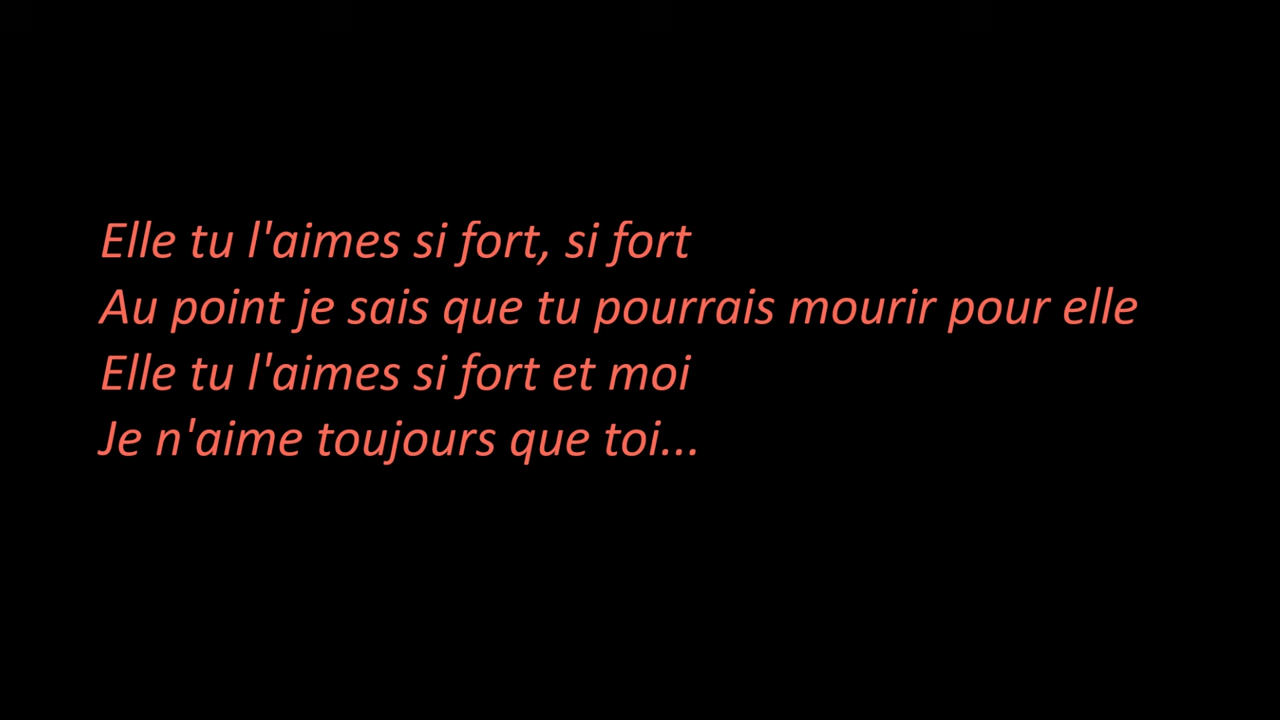 Elle tu l'aimes si fort, si fort
Au point je sais que tu pourrais mourir pour elle
Elle tu l'aimes si fort et moi
Je n'aime toujours que toi...